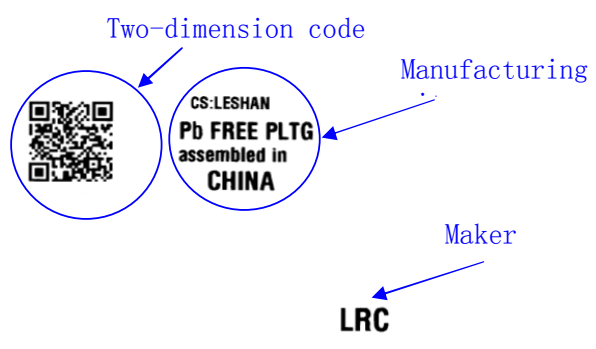 Two-dimension code
Manufacturing
CS:LESHAN
Pb FREE PLTG
assembled in
CHINA
Maker
LRC